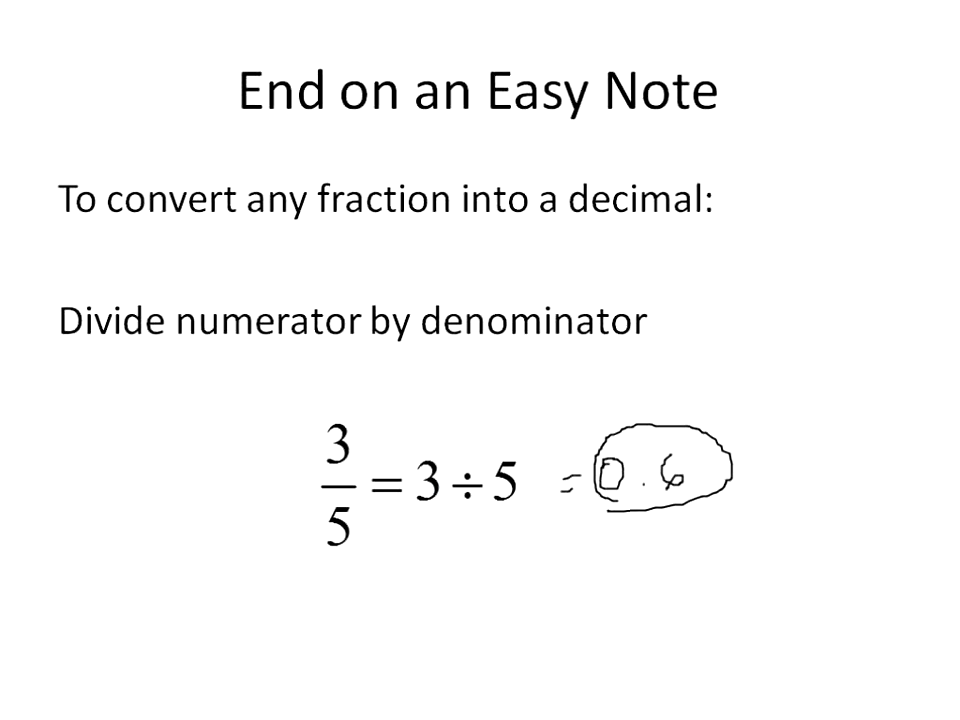 End on an Easy Note
To convert any fraction into a decimal:
Divide numerator by denominator
3/5 = 3 ÷ 5 = 0.6